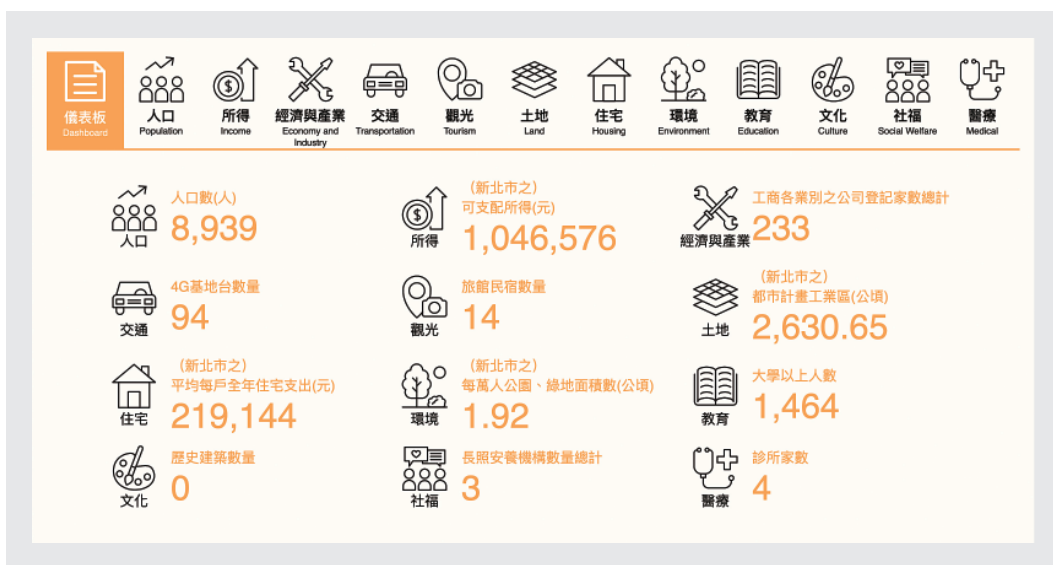 儀表板
Dashboard
人口
Population
所得
Income
經濟與產業
Economy and
Industry
交通
Transportation
觀光
Tourism
土地
Land
住宅
Housing
環境
Environment
教育
Education
文化
Culture
社福
Social Welfare
醫療
Medical
人口
人口數(人)
8,939
所得
(新北市之)
可支配所得(元)
1,046,576
經濟與產業
工商各業別之公司登記家數總計
233
交通
4G基地台數量
94
觀光
旅館民宿數量
14
土地
(新北市之)
都市計畫工業區(公頃)
2,630.65
住宅
(新北市之)
平均每戶全年住宅支出(元)
219,144
環境
(新北市之)
每萬人公園、綠地面積數(公頃)
1.92
教育
大學以上人數
1,464
文化
歷史建築數量
0
社福
長照安養機構數量總計
3
醫療
診所家數
4